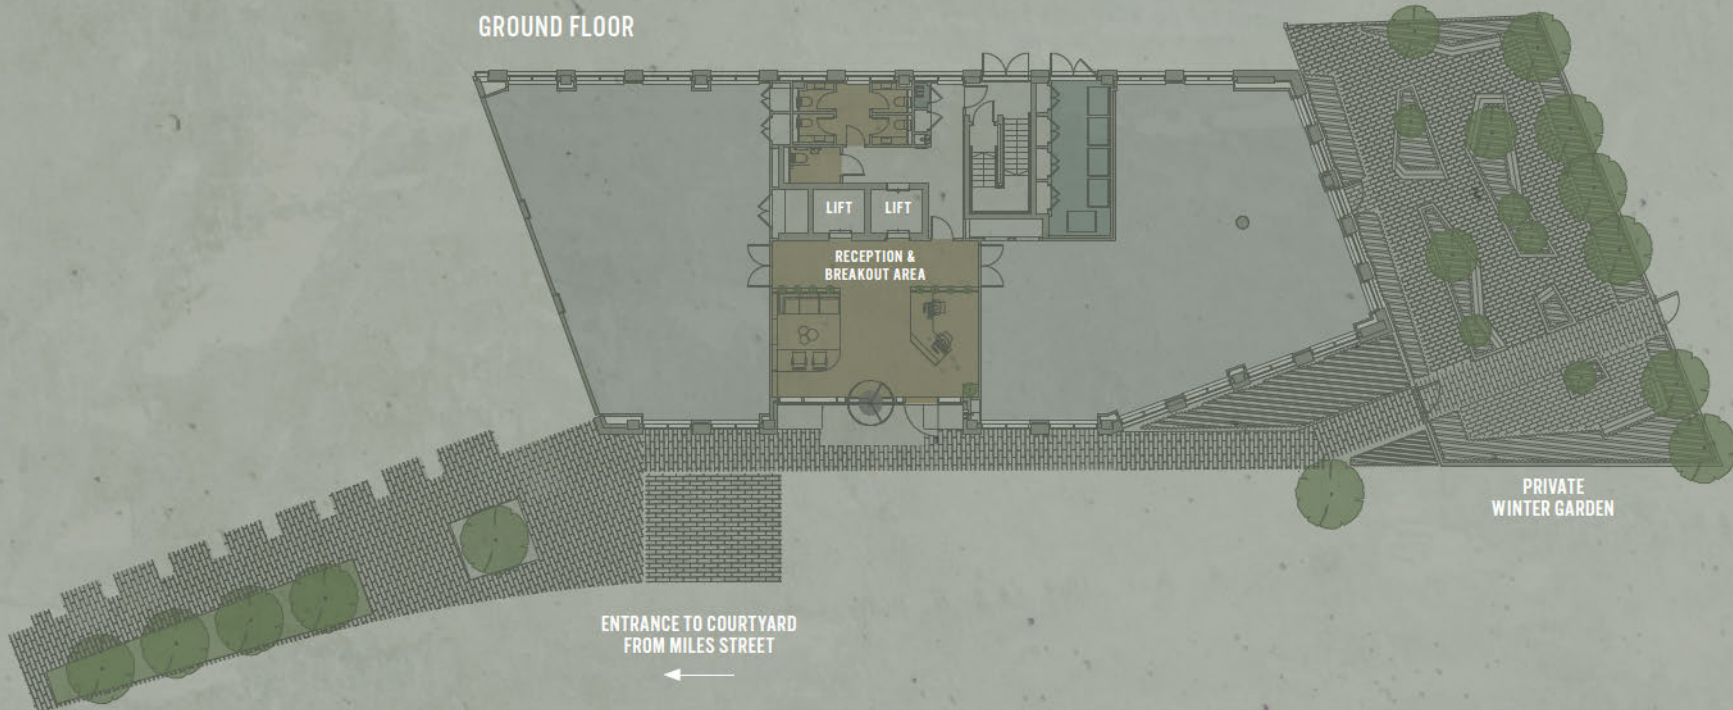 GROUND FLOOR
LIFT
LIFT
RECEPTION &
BREAKOUT AREA
PRIVATE
WINTER GARDEN
ENTRANCE TO COURTYARD
FROM MILES STREET